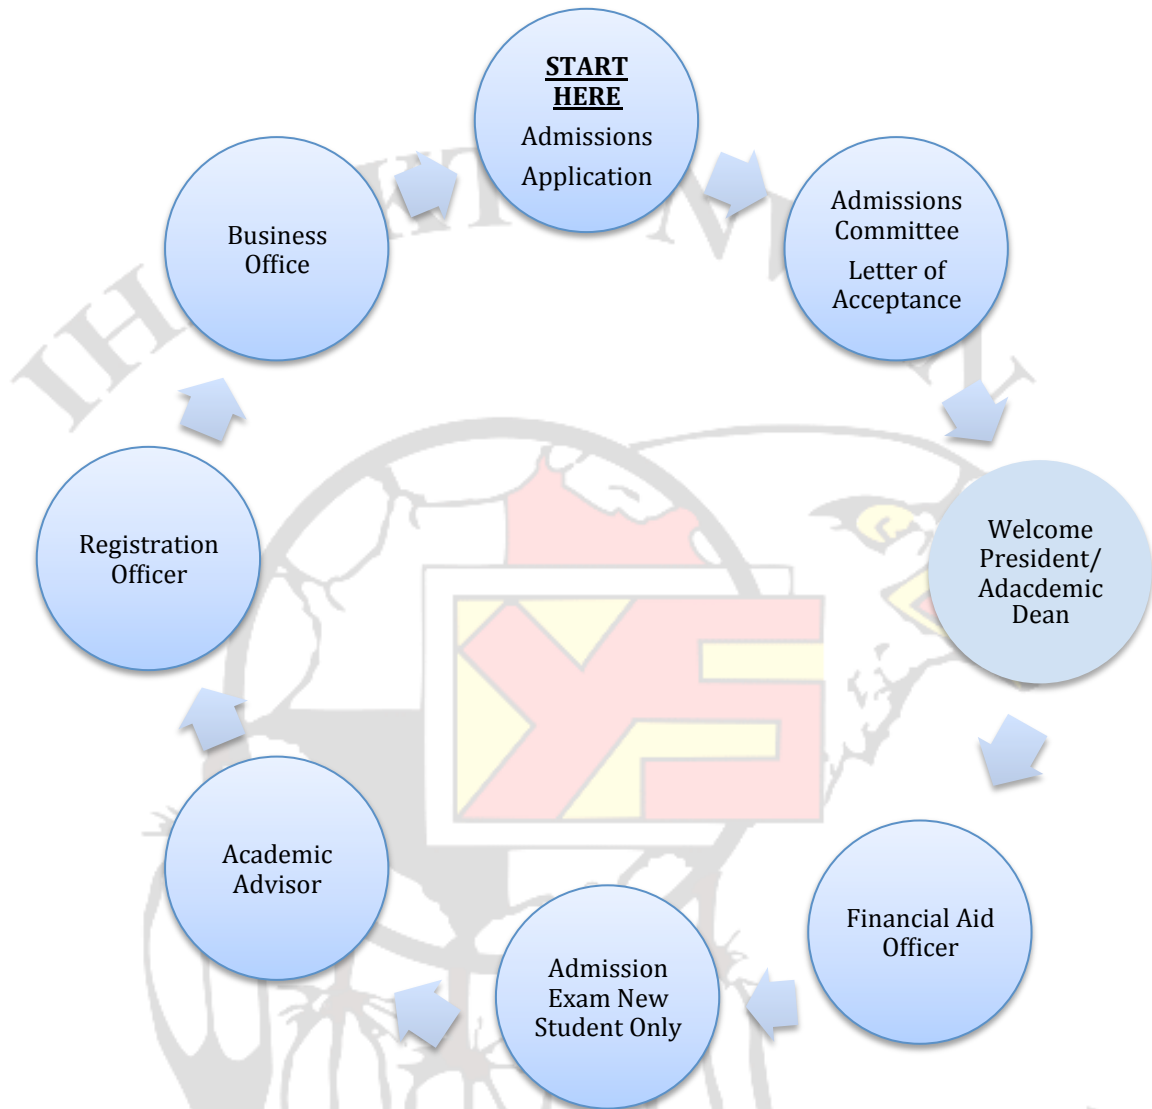 START
HERE
Admissions
Application
Admissions
Committee
Letter of
Acceptance
Welcome
President/
Adacdemic
Dean
Financial Aid
Officer
Admission
Exam New
Student Only
Academic
Advisor
Registration
Officer
Business
Office